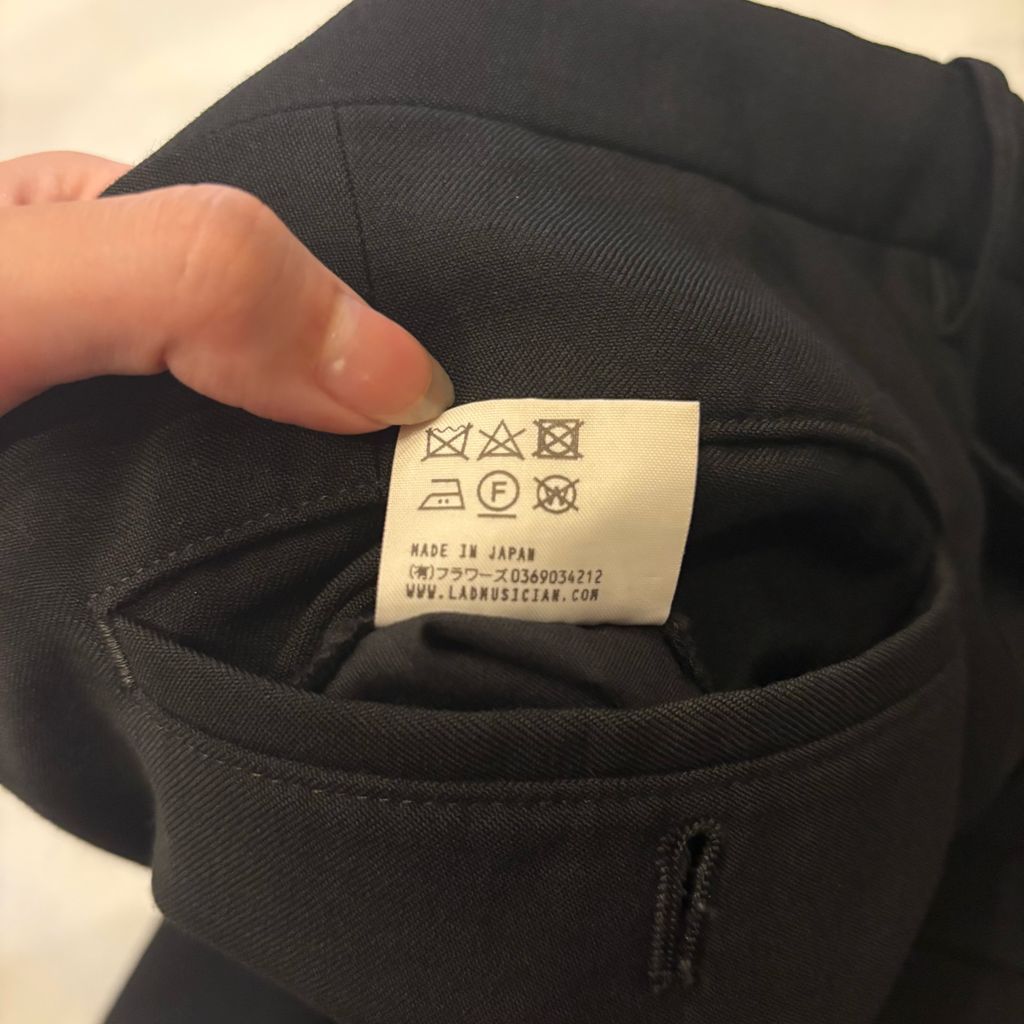 F
W
MADE IN JAPAN
(有)フラワーズ0369034212
WWW.LADMUSICIAN.COM